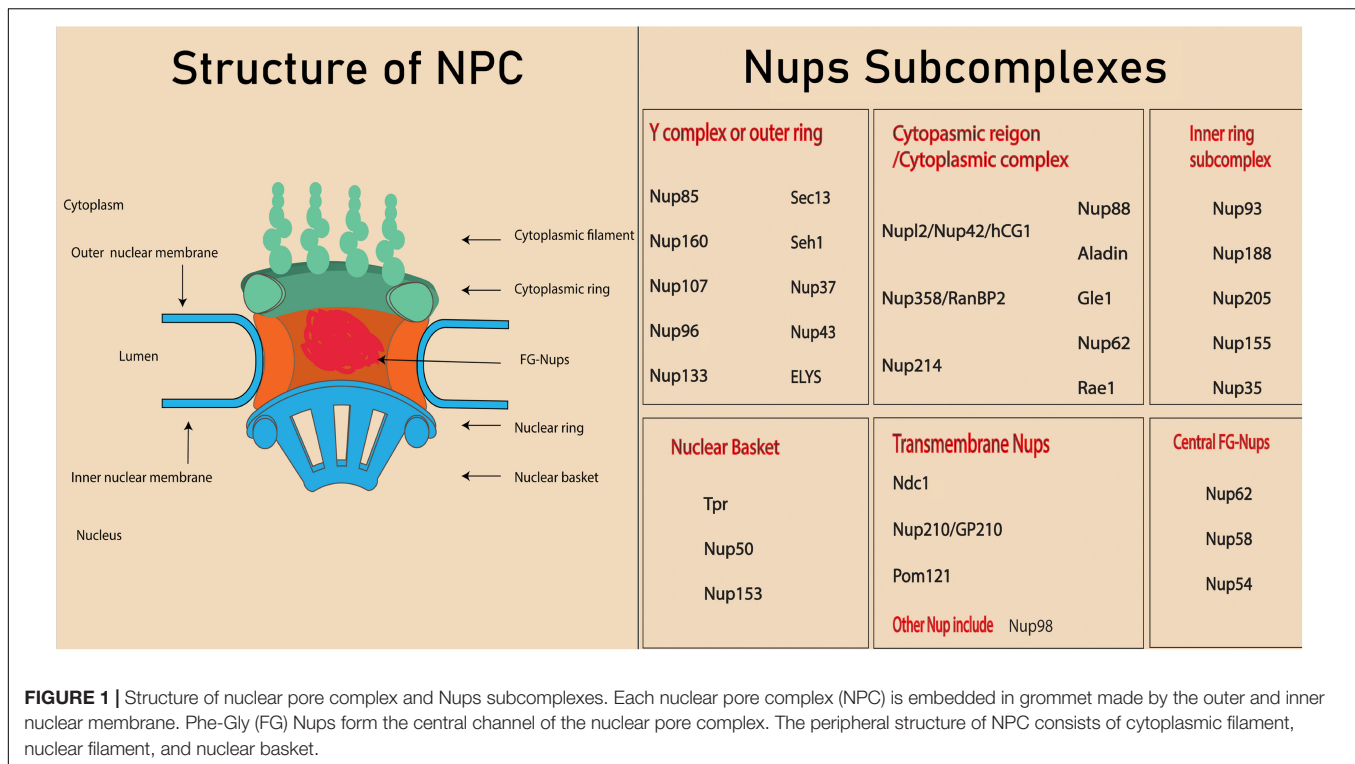 Structure of NPC
Cytoplasm
Outer nuclear membrane
Lumen
Inner nuclear membrane
Nucleus
Cytoplasmic filament
Cytoplasmic ring
FG-Nups
Nuclear ring
Nuclear basket
Nups Subcomplexes
Y complex or outer ring
Nup85
Nup160
Nup107
Nup96
Nup133
Sec13
Seh1
Nup37
Nup43
ELYS
Cytopasmic reigon
/Cytoplasmic complex
Nupl2/Nup42/hCG1
Nup358/RanBP2
Nup214
Nup88
Aladin
Gle1
Nup62
Rae1
Inner ring
subcomplex
Nup93
Nup188
Nup205
Nup155
Nup35
Nuclear Basket
Tpr
Nup50
Nup153
Transmembrane Nups
Ndc1
Nup210/GP210
Pom121
Other Nup include Nup98
Central FG-Nups
Nup62
Nup58
Nup54
FIGURE 1 | Structure of nuclear pore complex and Nups subcomplexes. Each nuclear pore complex (NPC) is embedded in grommet made by the outer and inner
nuclear membrane. Phe-Gly (FG) Nups form the central channel of the nuclear pore complex. The peripheral structure of NPC consists of cytoplasmic filament,
nuclear filament, and nuclear basket.